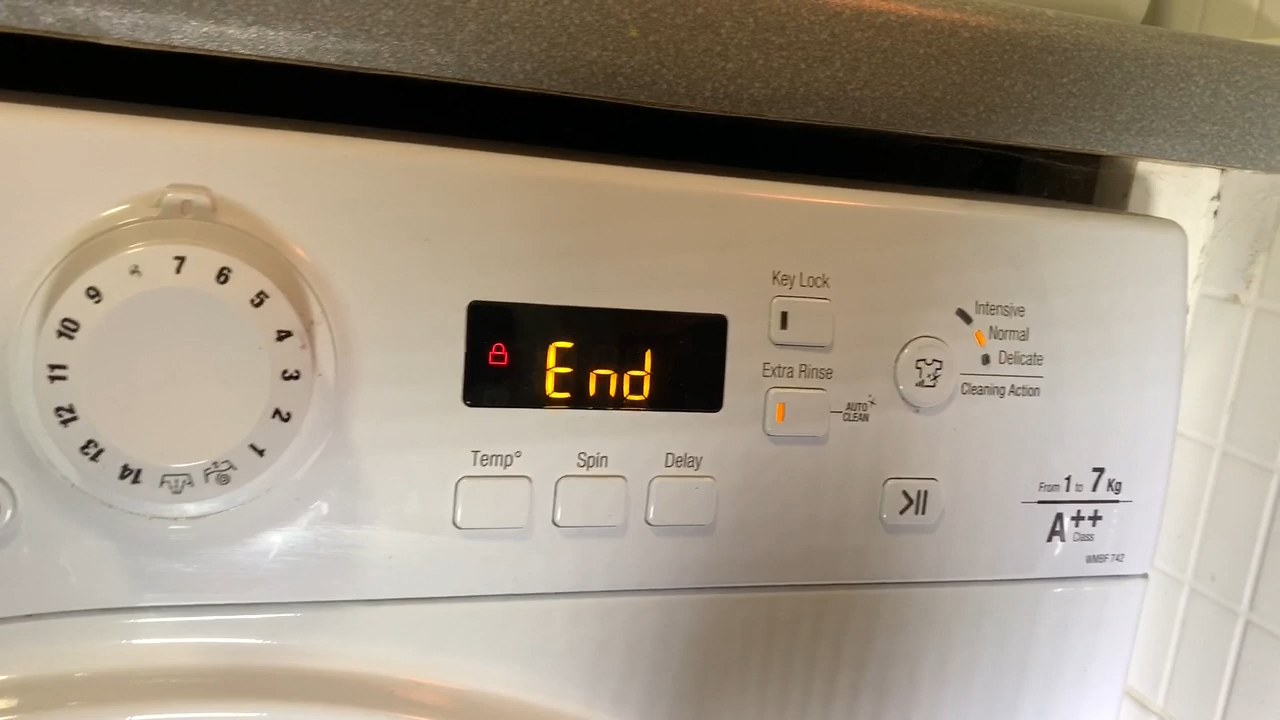 7
6
5
4
3
2
1
14
13
12
11
10
9
End
Key Lock
Extra Rinse
AUTO
CLEAN
Intensive
Normal
Delicate
Cleaning Action
Temp°
Spin
Delay
From 1 to 7 Kg
A++
Class
WMBF 742